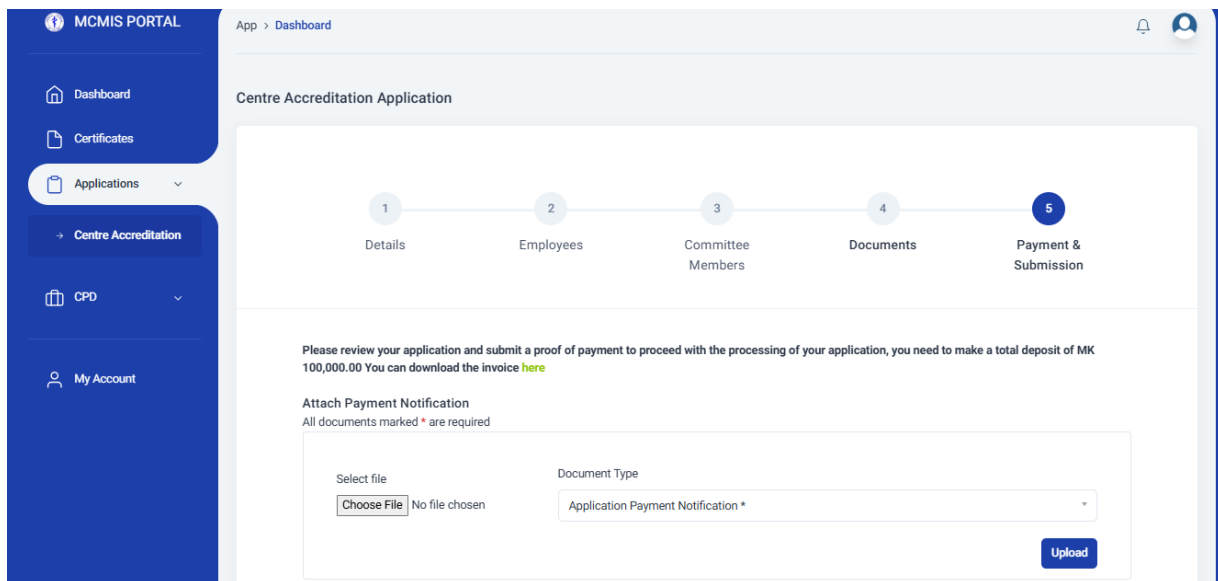 MCMIS PORTAL
App > Dashboard
Dashboard
Certificates
Applications
Centre Accreditation
CPD
My Account
Centre Accreditation Application
1
2
3
4
5
Details
Employees
Committee
Members
Documents
Payment &
Submission
Please review your application and submit a proof of payment to proceed with the processing of your application, you need to make a total deposit of MK
100,000.00 You can download the invoice here
Attach Payment Notification
All documents marked * are required
Select file
Choose File No file chosen
Document Type
Application Payment Notification *
Upload